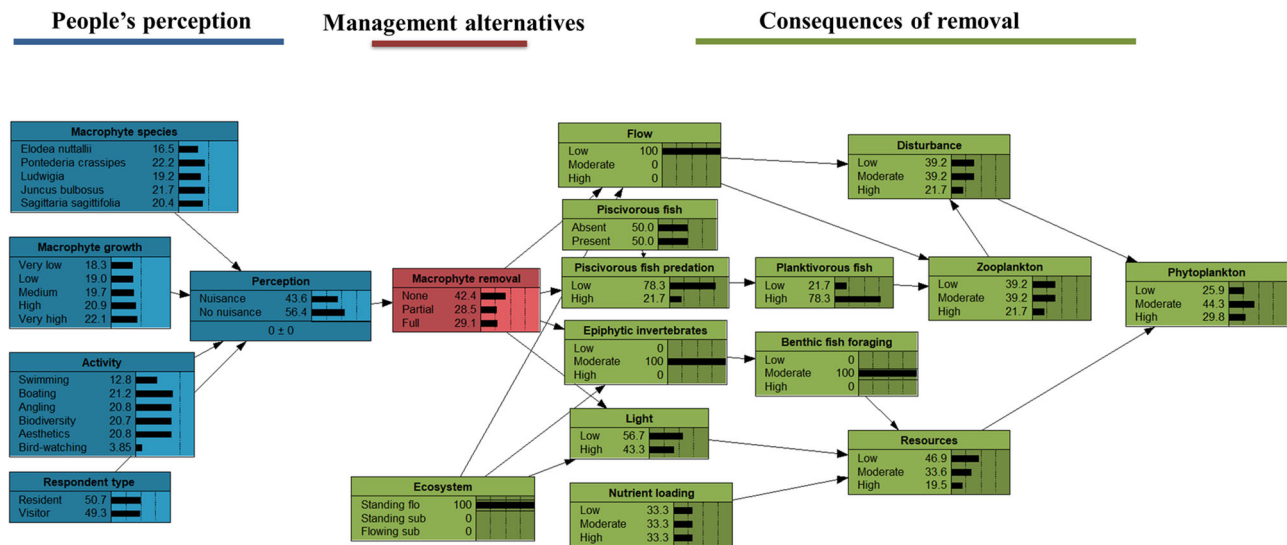 People's perception
Management alternatives
Consequences of removal
Macrophyte species
Elodea nuttallii 16.5
Pontederia crassipes 22.2
Ludwigia 19.2
Juncus bulbosus 21.7
Sagittaria sagittifolia 20.4
Macrophyte growth
Very low 18.3
Low 19.0
Medium 19.7
High 20.9
Very high 22.1
Activity
Swimming 12.8
Boating 21.2
Angling 20.8
Biodiversity 20.7
Aesthetics 20.8
Bird-watching 3.85
Respondent type
Resident 50.7
Visitor 49.3
Perception
Nuisance 43.6
No nuisance 56.4
0 ± 0
Macrophyte removal
None 42.4
Partial 28.5
Full 29.1
Ecosystem
Standing flo 100
Standing sub 0
Flowing sub 0
Flow
Low 100
Moderate 0
High 0
Piscivorous fish
Absent 50.0
Present 50.0
Piscivorous fish predation
Low 78.3
High 21.7
Epiphytic invertebrates
Low 0
Moderate 100
High 0
Light
Low 56.7
High 43.3
Nutrient loading
Low 33.3
Moderate 33.3
High 33.3
Planktivorous fish
Low 21.7
High 78.3
Benthic fish foraging
Low 0
Moderate 100
High 0
Disturbance
Low 39.2
Moderate 39.2
High 21.7
Zooplankton
Low 39.2
Moderate 39.2
High 21.7
Resources
Low 46.9
Moderate 33.6
High 19.5
Phytoplankton
Low 25.9
Moderate 44.3
High 29.8